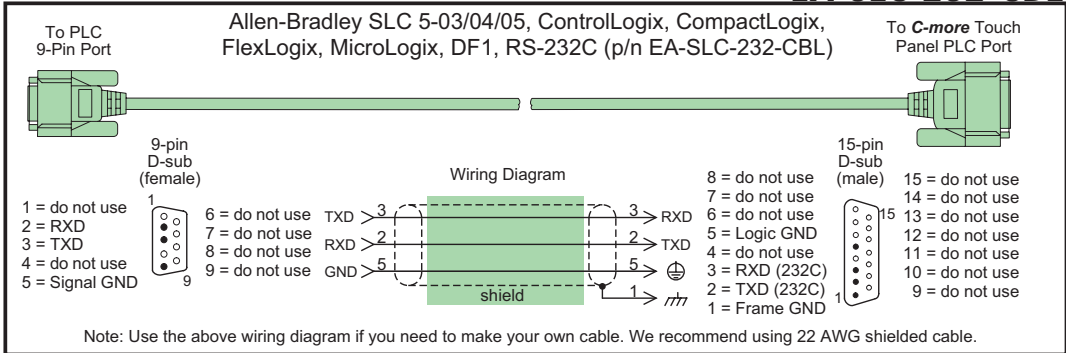 To PLC
9-Pin Port
Allen-Bradley SLC 5-03/04/05, ControlLogix, CompactLogix,
FlexLogix, MicroLogix, DF1, RS-232C (p/n EA-SLC-232-CBL)
To C-more Touch
Panel PLC Port
9-pin
D-sub
(female)
1
9
1 = do not use
2 = RXD
3 = TXD
4 = do not use
5 = Signal GND
6 = do not use
7 = do not use
8 = do not use
9 = do not use
Wiring Diagram
TXD 3 3 RXD
RXD 2 2 TXD
GND 5 5
1
shield
8 = do not use
7 = do not use
6 = do not use
5 = Logic GND
4 = do not use
3 = RXD (232C)
2 = TXD (232C)
1 = Frame GND
15-pin
D-sub
(male)
15
1
15 = do not use
14 = do not use
13 = do not use
12 = do not use
11 = do not use
10 = do not use
9 = do not use
Note: Use the above wiring diagram if you need to make your own cable. We recommend using 22 AWG shielded cable.